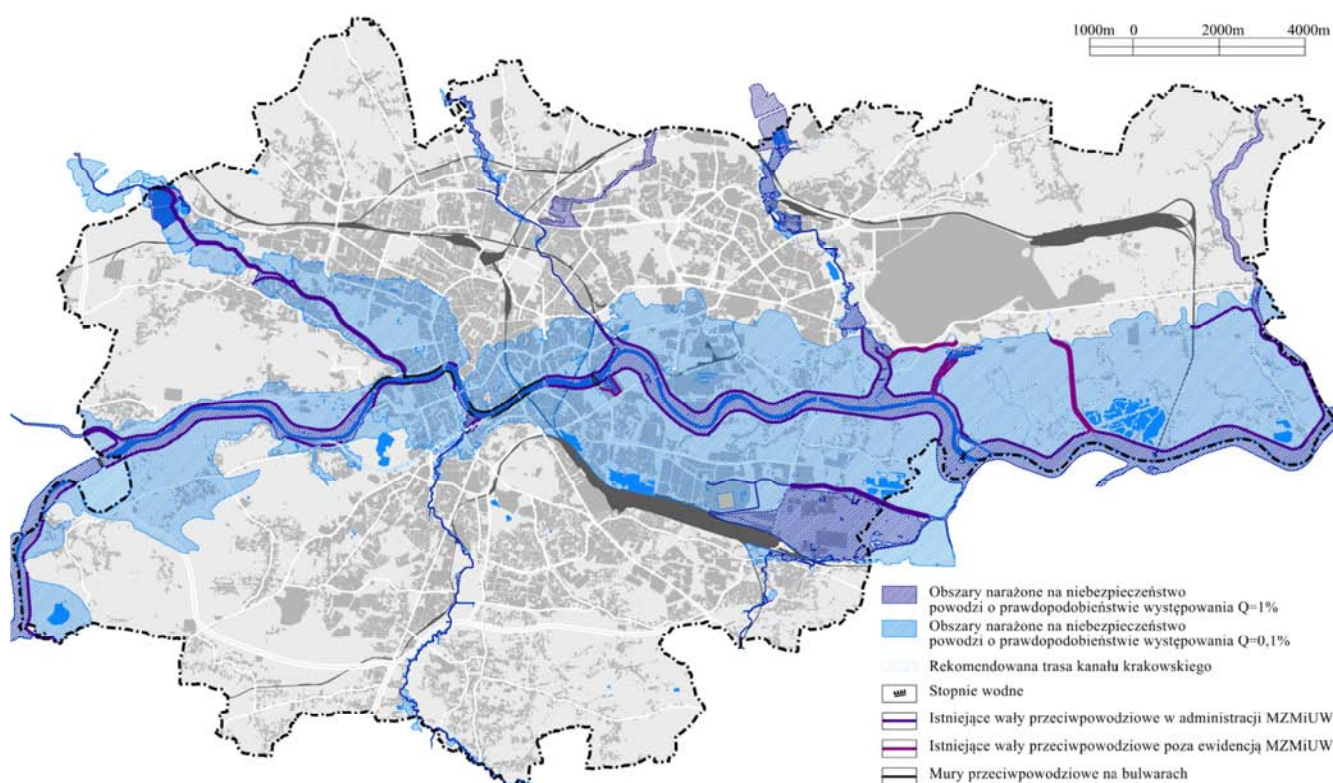 1000m 0 2000m 4000m
Obszary narażone na niebezpieczeństwo
powodzi o prawdopodobieństwie występowania Q=1%
Obszary narażone na niebezpieczeństwo
powodzi o prawdopodobieństwie występowania Q=0,1%
Rekomendowana trasa kanału krakowskiego
Stopnie wodne
Istniejące wały przeciwpowodziowe w administracji MZMiUW
Istniejące wały przeciwpowodziowe poza ewidencją MZMiUW
Mury przeciwpowodziowe na bulwarach